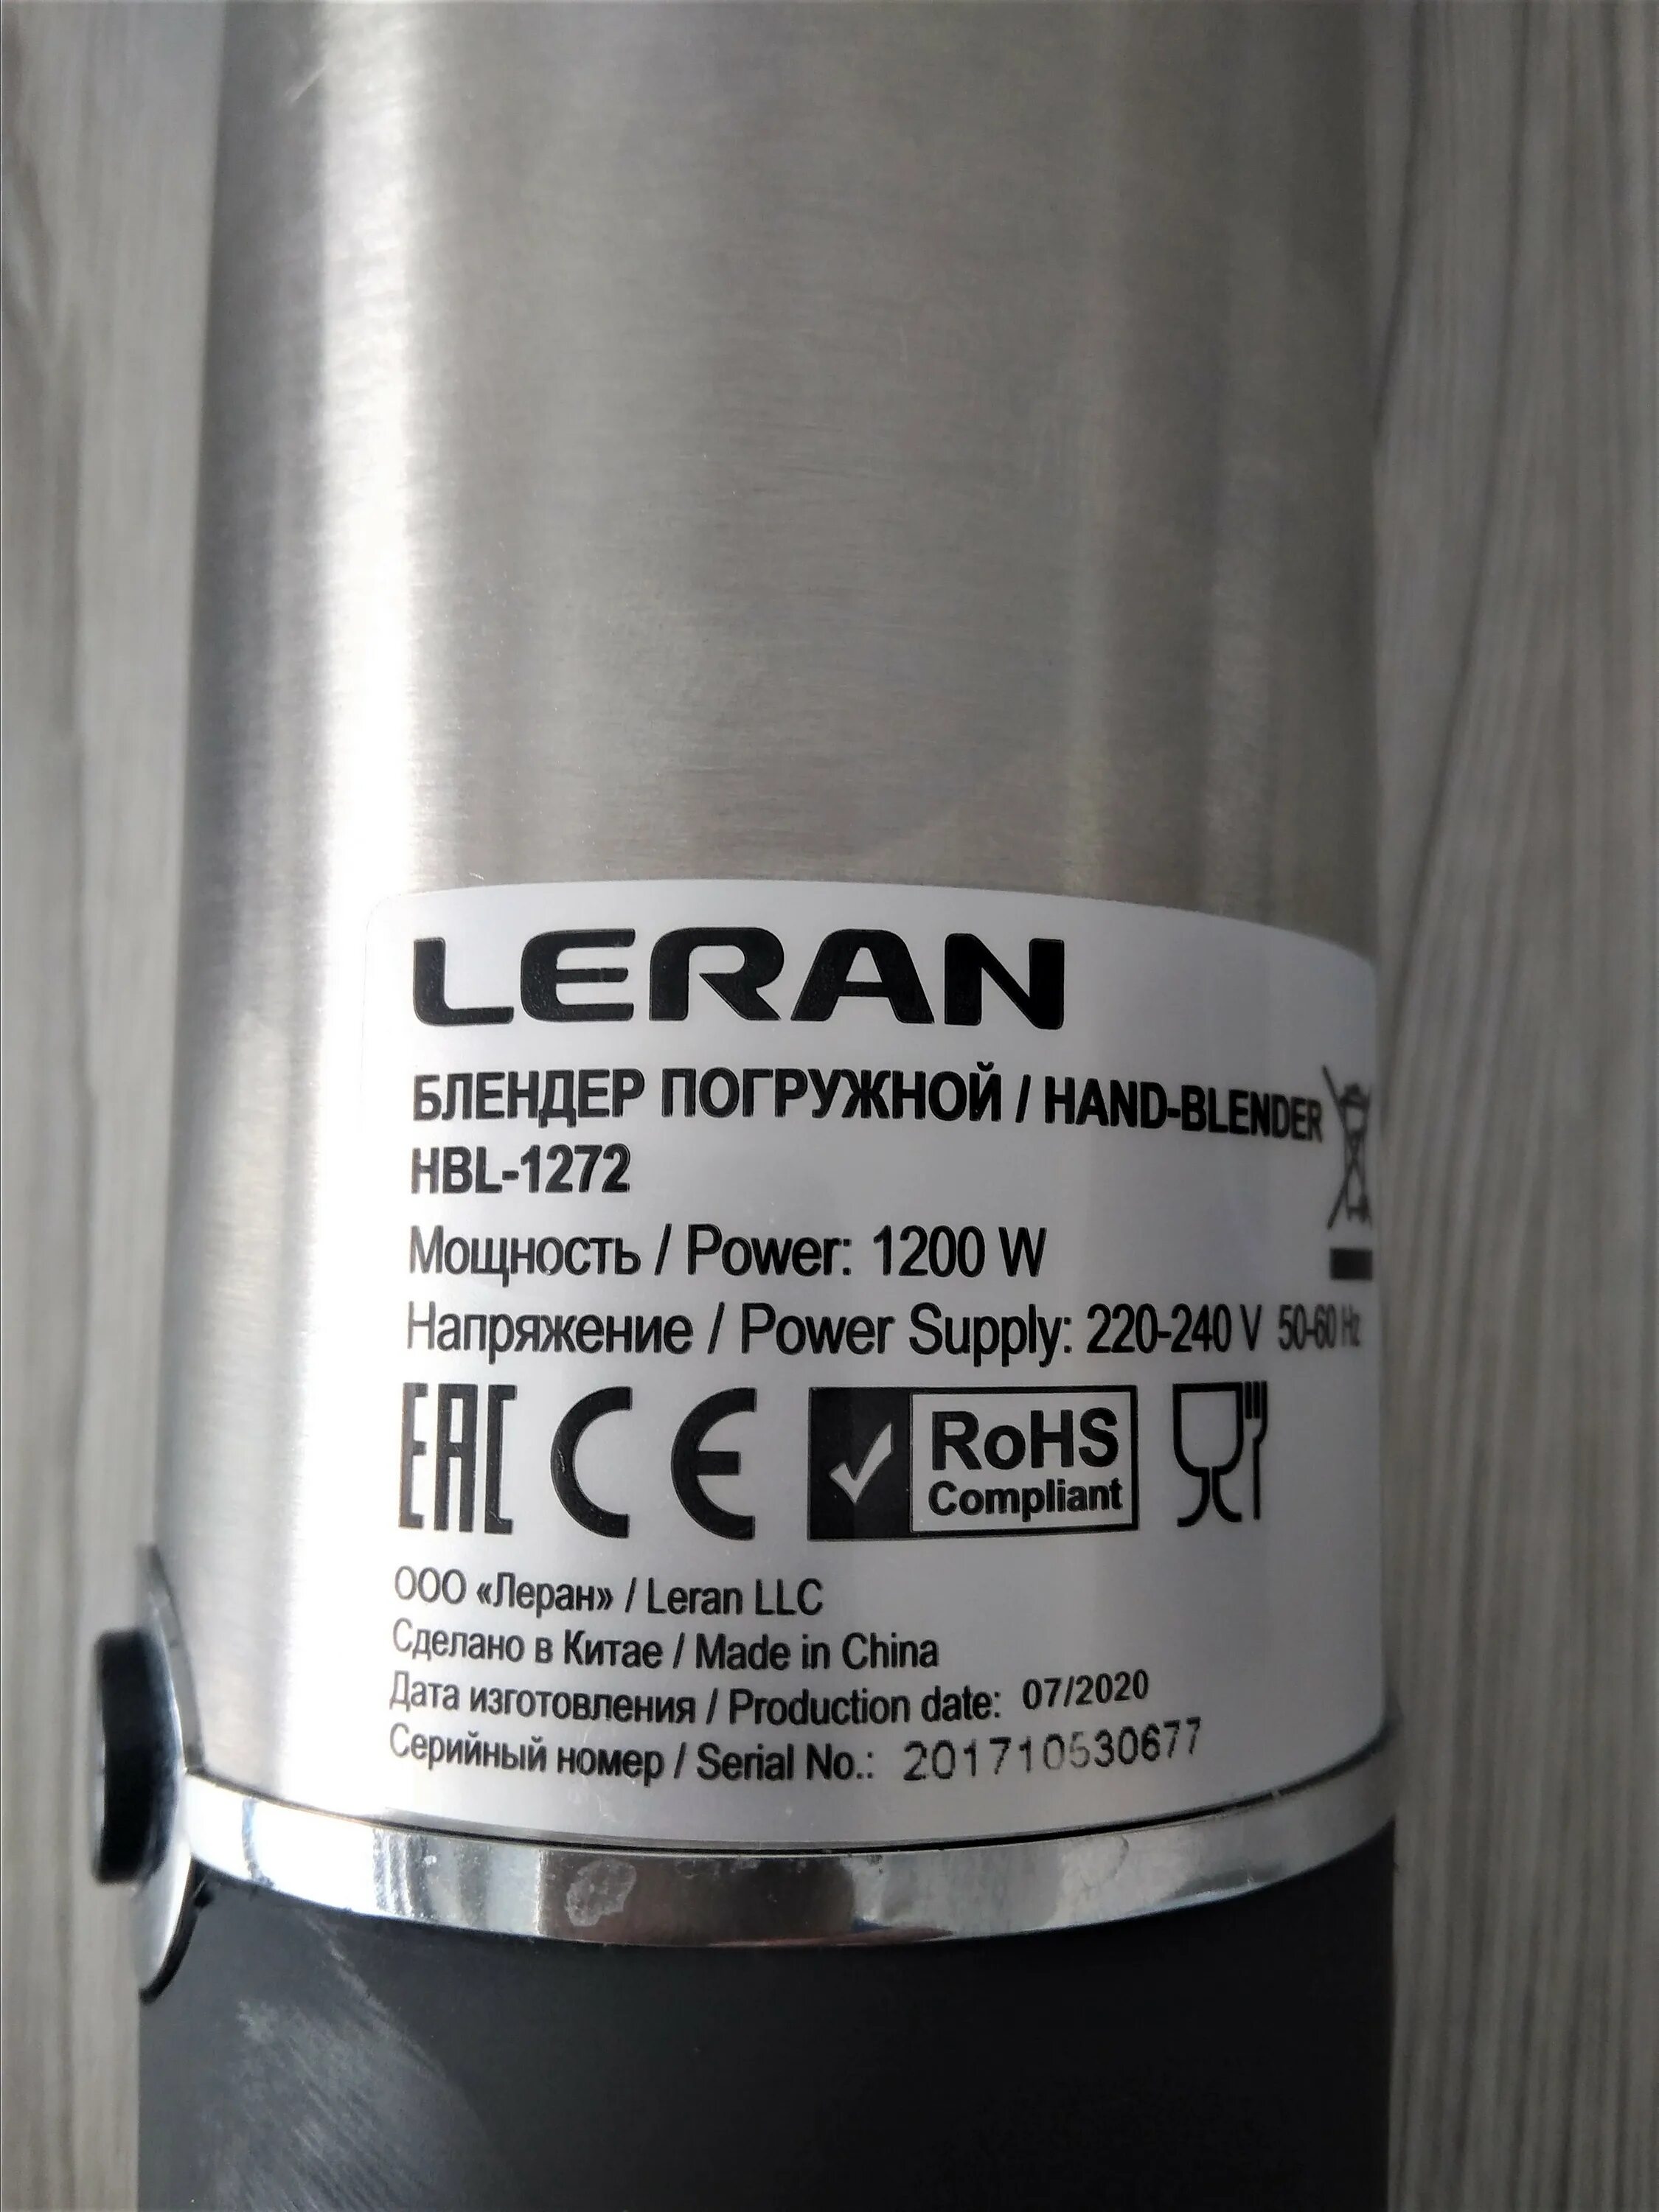 LERAN
БЛЕНДЕР ПОГРУЖНОЙ / HAND-BLENDER
HBL-1272
Мощность / Power: 1200 W
Напряжение / Power Supply: 220-240 V 50-60 Hz
EAC CE RoHS
Compliant
ООО «Леран» / Leran LLC
Сделано в Китае / Made in China
Дата изготовления / Production date: 07/2020
Серийный номер / Serial No.: 201710530677